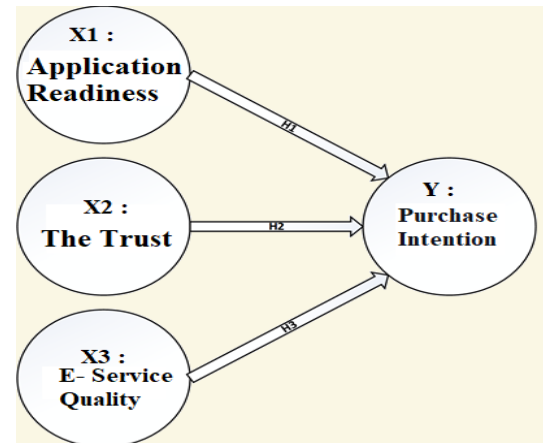 X1 :
Application
Readiness
H1
X2 :
The Trust
H2
Y :
Purchase
Intention
X3 :
E- Service
Quality
H3